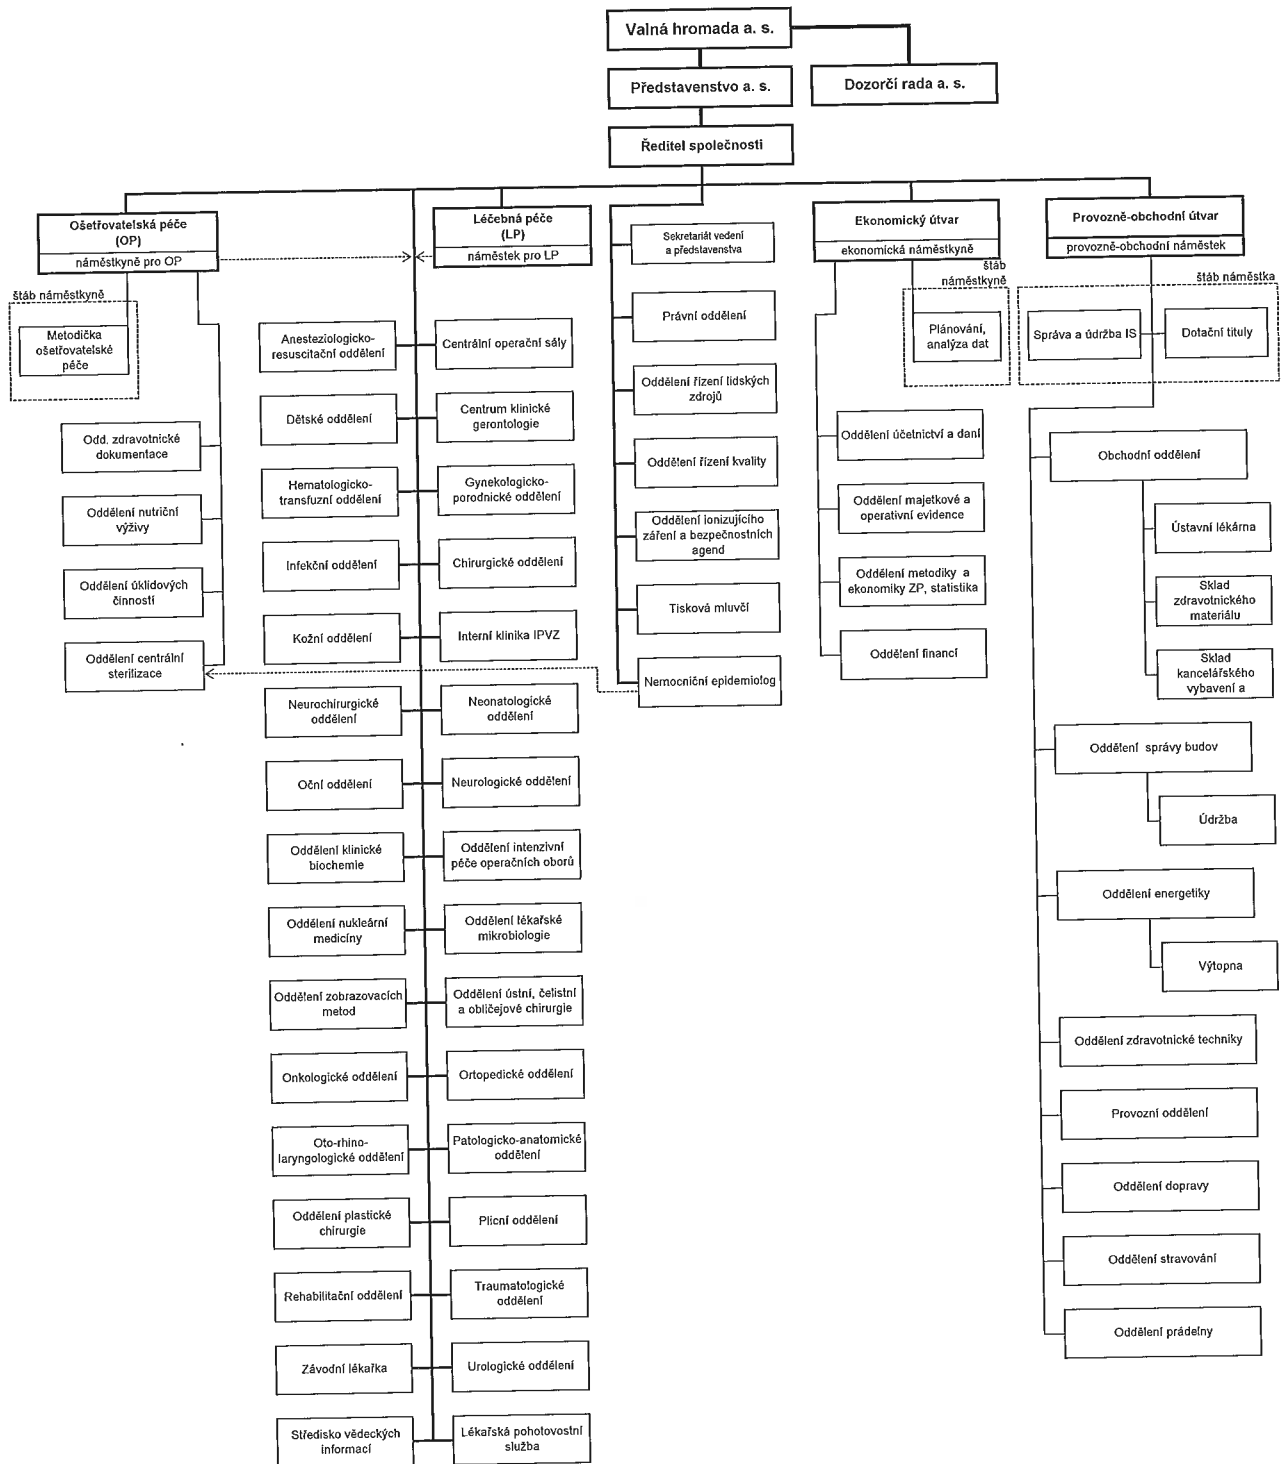 Valná hromada a. s.
Představenstvo a. s.
Dozorčí rada a. s.
Ředitel společnosti
Ošetřovatelská péče
(OP)
náměstkyně pro OP
Léčebná péče
(LP)
náměstek pro LP
Ekonomický útvar
ekonomická náměstkyně
Provozně-obchodní útvar
provozně-obchodní náměstek
štáb náměstkyně
Metodička
ošetřovatelské
péče
Odd. zdravotnické
dokumentace
Oddělení nutriční
výživy
Oddělení úklidových
činností
Oddělení centrální
sterilizace
Anesteziologicko-
resuscitační oddělení
Centrální operační sály
Dětské oddělení
Centrum klinické
gerontologie
Hematologicko-
transfuzní oddělení
Gynekologicko-
porodnické oddělení
Infekční oddělení
Chirurgické oddělení
Kožní oddělení
Interní klinika IPVZ
Neurochirurgické
oddělení
Neonatologické
oddělení
Oční oddělení
Neurologické oddělení
Oddělení klinické
biochemie
Oddělení intenzivní
péče operačních oborů
Oddělení nukleární
medicíny
Oddělení lékařské
mikrobiologie
Oddělení zobrazovacích
metod
Oddělení ústní, čelistní
a obličejové chirurgie
Onkologické oddělení
Ortopedické oddělení
Oto-rhino-
laryngologické oddělení
Patologicko-anatomické
oddělení
Oddělení plastické
chirurgie
Plicní oddělení
Rehabilitační oddělení
Traumatologické
oddělení
Závodní lékařka
Urologické oddělení
Středisko vědeckých
informací
Lékařská pohotovostní
služba
Sekretariát vedení
a představenstva
Právní oddělení
Oddělení řízení lidských
zdrojů
Oddělení řízení kvality
Oddělení ionizujícího
záření a bezpečnostních
agend
Tisková mluvčí
Nemocniční epidemiolog
štáb
náměstkyně
Plánování,
analýza dat
Oddělení účetnictví a daní
Oddělení majetkové a
operativní evidence
Oddělení metodiky a
ekonomiky ZP, statistika
Oddělení financí
štáb náměstka
Správa a údržba IS
Dotační tituly
Obchodní oddělení
Ústavní lékárna
Sklad
zdravotnického
materiálu
Sklad
kancelářského
vybavení a
Oddělení správy budov
Údržba
Oddělení energetiky
Výtopna
Oddělení zdravotnické techniky
Provozní oddělení
Oddělení dopravy
Oddělení stravování
Oddělení prádelny